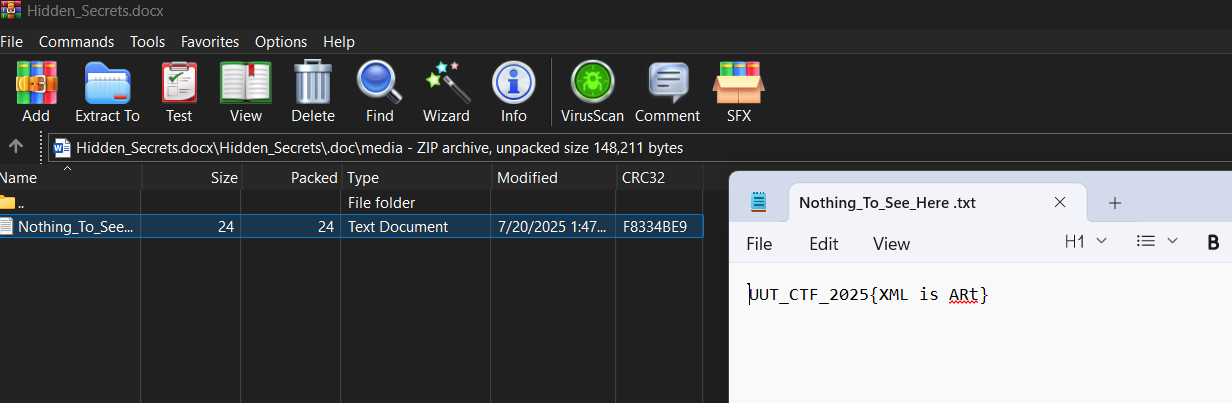 Hidden_Secrets.docx
File Commands Tools Favorites Options Help
Add Extract To Test View Delete Find Wizard Info VirusScan Comment SFX
Hidden_Secrets.docx\Hidden_Secrets\.doc\media - ZIP archive, unpacked size 148,211 bytes
Name Size Packed Type Modified CRC32
.. File folder
Nothing_To_See... 24 24 Text Document 7/20/2025 1:47... F8334BE9
Nothing_To_See_Here .txt
File Edit View H1 B
UUT_CTF_2025{XML is ARt}